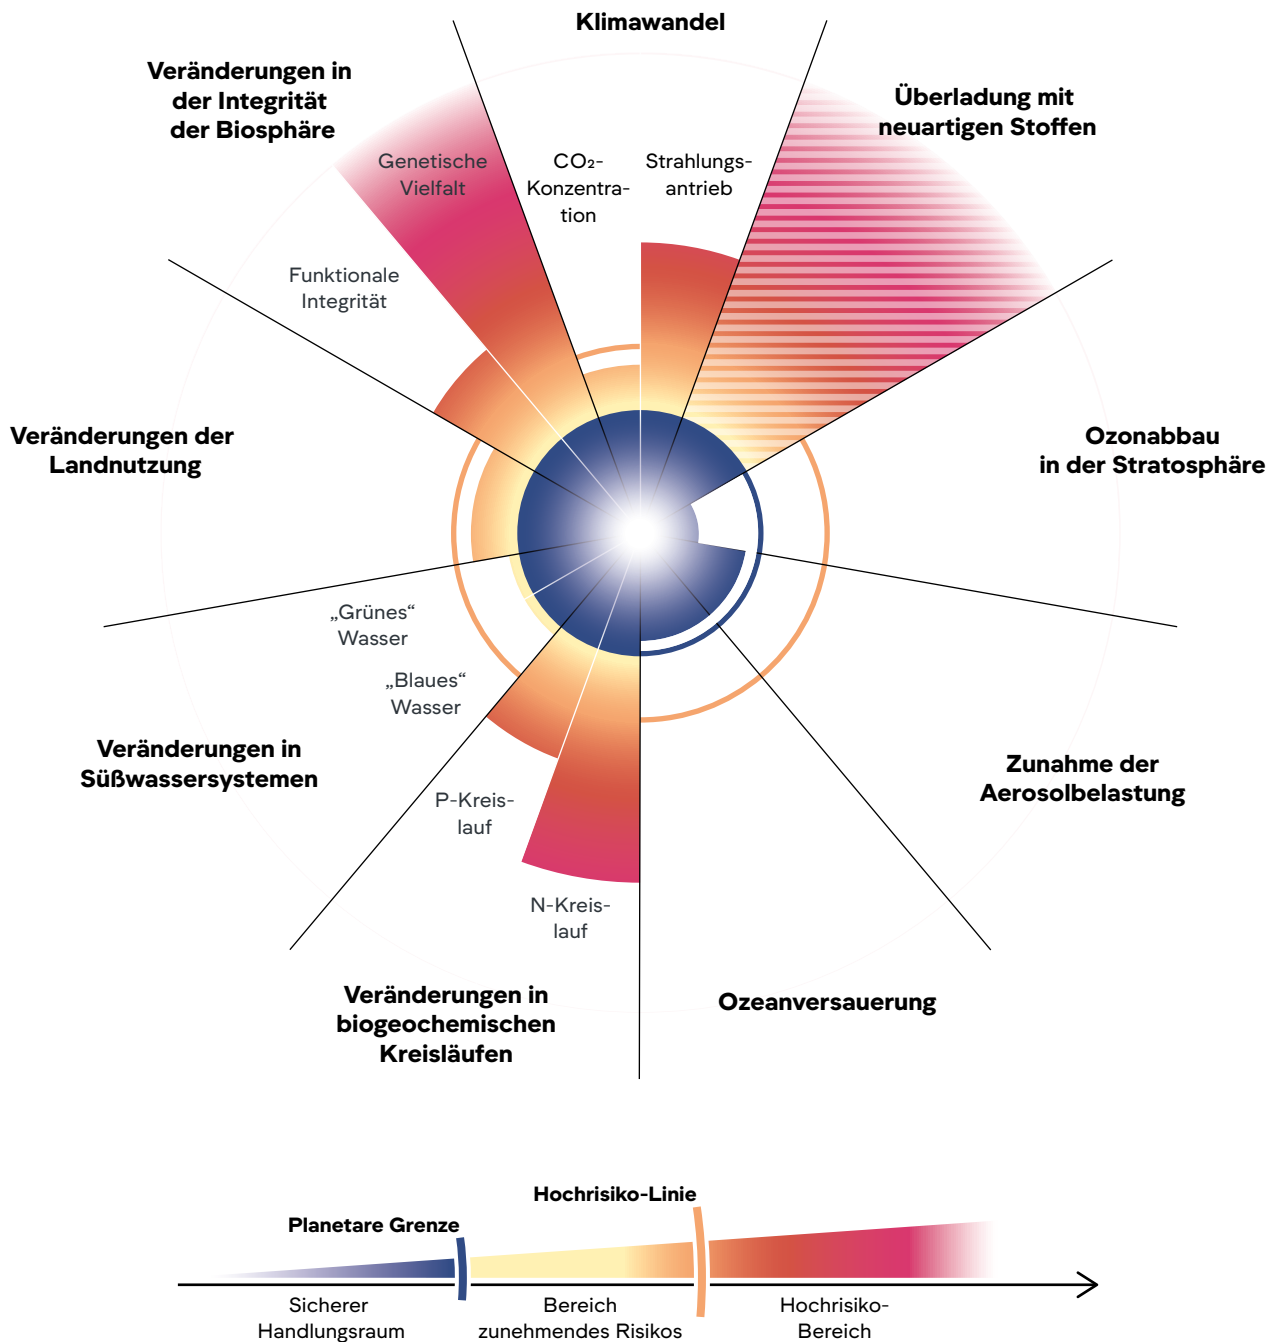 Klimawandel
Veränderungen in
der Integrität
der Biosphäre
Überladung mit
neuartigen Stoffen
Genetische
Vielfalt
CO₂-
Konzentra-
tion
Strahlungs-
antrieb
Funktionale
Integrität
Veränderungen der
Landnutzung
Ozonabbau
in der Stratosphäre
„Grünes“
Wasser
„Blaues“
Wasser
Veränderungen in
Süßwassersystemen
Zunahme der
Aerosolbelastung
P-Kreis-
lauf
N-Kreis-
lauf
Veränderungen in
biogeochemischen
Kreisläufen
Ozeanversauerung
Hochrisiko-Linie
Planetare Grenze
Sicherer
Handlungsraum
Bereich
zunehmendes Risikos
Hochrisiko-
Bereich